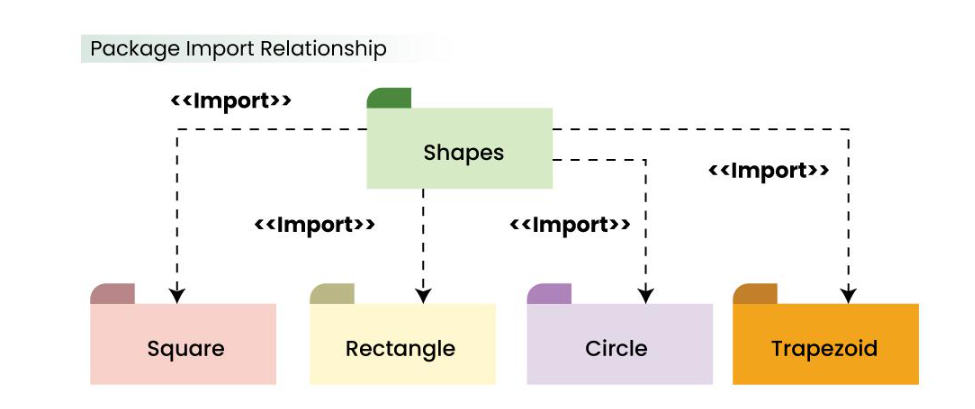 Package Import Relationship
<<Import>>
Shapes
<<Import>>
<<Import>>
<<Import>>
Square
Rectangle
Circle
Trapezoid